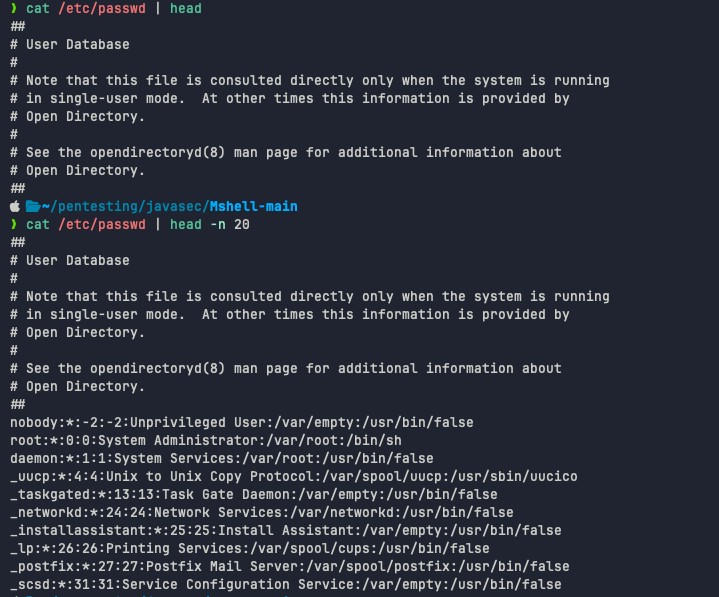 ❯ cat /etc/passwd | head
##
# User Database
#
# Note that this file is consulted directly only when the system is running
# in single-user mode.  At other times this information is provided by
# Open Directory.
#
# See the opendirectoryd(8) man page for additional information about
# Open Directory.
##
~/pentesting/javasec/Mshell-main
❯ cat /etc/passwd | head -n 20
##
# User Database
#
# Note that this file is consulted directly only when the system is running
# in single-user mode.  At other times this information is provided by
# Open Directory.
#
# See the opendirectoryd(8) man page for additional information about
# Open Directory.
##
nobody:*:-2:-2:Unprivileged User:/var/empty:/usr/bin/false
root:*:0:0:System Administrator:/var/root:/bin/sh
daemon:*:1:1:System Services:/var/root:/usr/bin/false
_uucp:*:4:4:Unix to Unix Copy Protocol:/var/spool/uucp:/usr/sbin/uucico
_taskgated:*:13:13:Task Gate Daemon:/var/empty:/usr/bin/false
_networkd:*:24:24:Network Services:/var/networkd:/usr/bin/false
_installassistant:*:25:25:Install Assistant:/var/empty:/usr/bin/false
_lp:*:26:26:Printing Services:/var/spool/cups:/usr/bin/false
_postfix:*:27:27:Postfix Mail Server:/var/spool/postfix:/usr/bin/false
_scsd:*:31:31:Service Configuration Service:/var/empty:/usr/bin/false